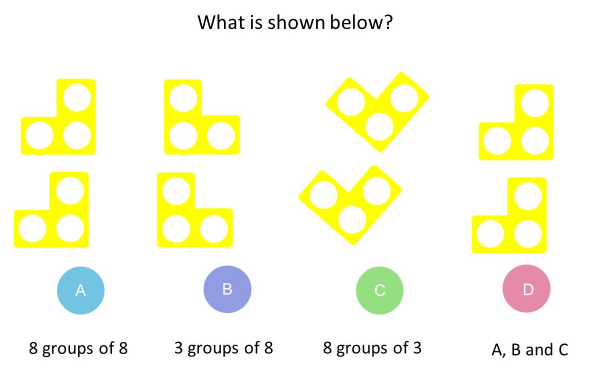 What is shown below?
A
B
C
D
8 groups of 8
3 groups of 8
8 groups of 3
A, B and C